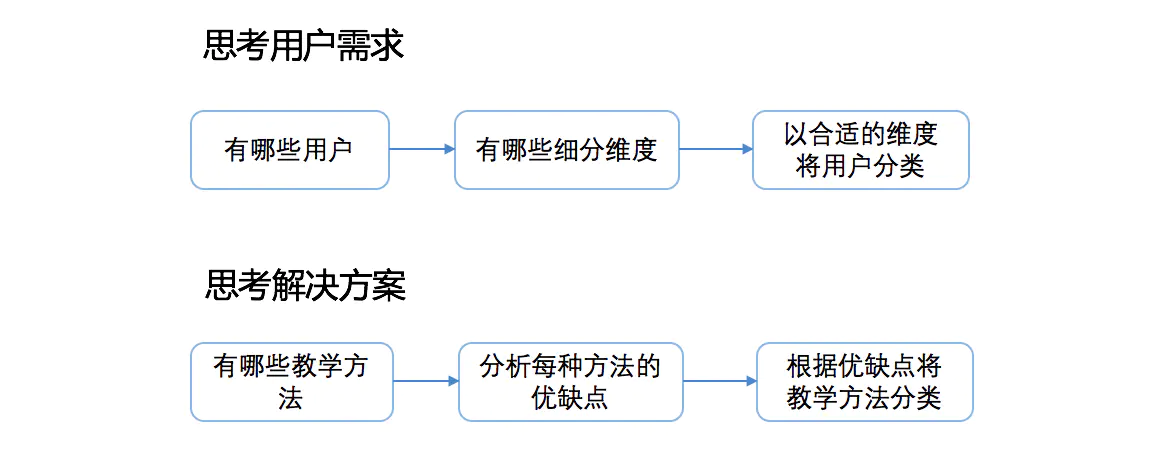 思考用户需求
有哪些用户
有哪些细分维度
以合适的维度
将用户分类
思考解决方案
有哪些教学方
法
分析每种方法的
优缺点
根据优缺点将
教学方法分类